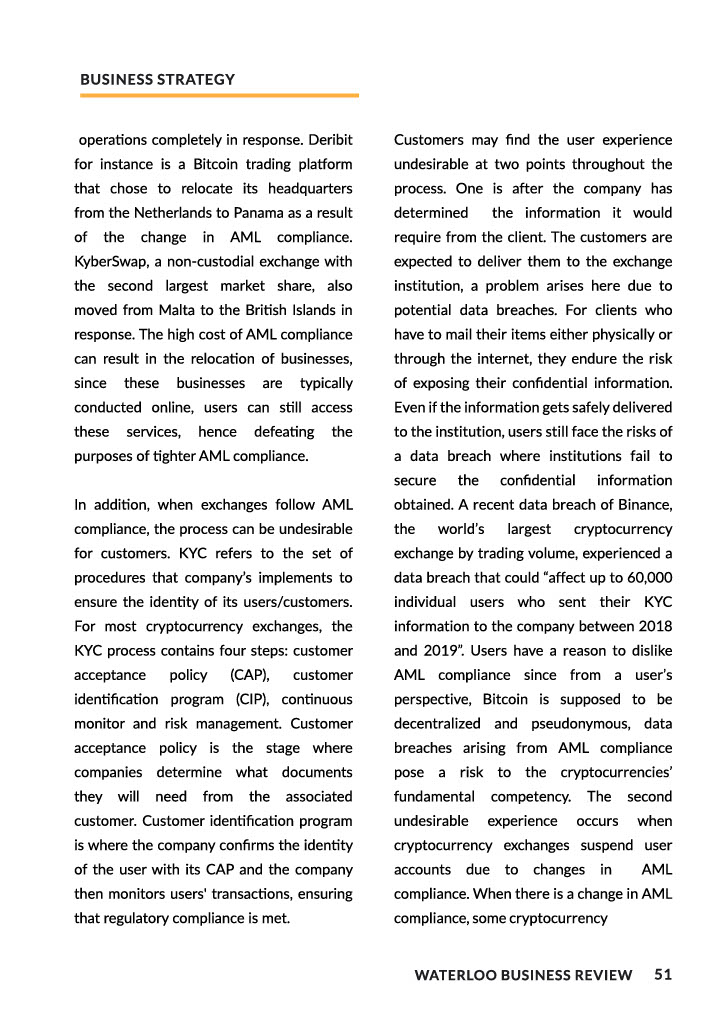 BUSINESS STRATEGY
operations completely in response. Deribit
for instance is a Bitcoin trading platform
that chose to relocate its headquarters
from the Netherlands to Panama as a result
of the change in AML compliance.
KyberSwap, a non-custodial exchange with
the second largest market share, also
moved from Malta to the British Islands in
response. The high cost of AML compliance
can result in the relocation of businesses,
since these businesses are typically
conducted online, users can still access
these services, hence defeating the
purposes of tighter AML compliance.
In addition, when exchanges follow AML
compliance, the process can be undesirable
for customers. KYC refers to the set of
procedures that company's implements to
ensure the identity of its users/customers.
For most cryptocurrency exchanges, the
KYC process contains four steps: customer
acceptance policy (CAP), customer
identification program (CIP), continuous
monitor and risk management. Customer
acceptance policy is the stage where
companies determine what documents
they will need from the associated
customer. Customer identification program
is where the company confirms the identity
of the user with its CAP and the company
then monitors users' transactions, ensuring
that regulatory compliance is met.
Customers may find the user experience
undesirable at two points throughout the
process. One is after the company has
determined the information it would
require from the client. The customers are
expected to deliver them to the exchange
institution, a problem arises here due to
potential data breaches. For clients who
have to mail their items either physically or
through the internet, they endure the risk
of exposing their confidential information.
Even if the information gets safely delivered
to the institution, users still face the risks of
a data breach where institutions fail to
secure the confidential information
obtained. A recent data breach of Binance,
the world's largest cryptocurrency
exchange by trading volume, experienced a
data breach that could “affect up to 60,000
individual users who sent their KYC
information to the company between 2018
and 2019”. Users have a reason to dislike
AML compliance since from a user's
perspective, Bitcoin is supposed to be
decentralized and pseudonymous, data
breaches arising from AML compliance
pose a risk to the cryptocurrencies'
fundamental competency. The second
undesirable experience occurs when
cryptocurrency exchanges suspend user
accounts due to changes in AML
compliance. When there is a change in AML
compliance, some cryptocurrency
WATERLOO BUSINESS REVIEW 51